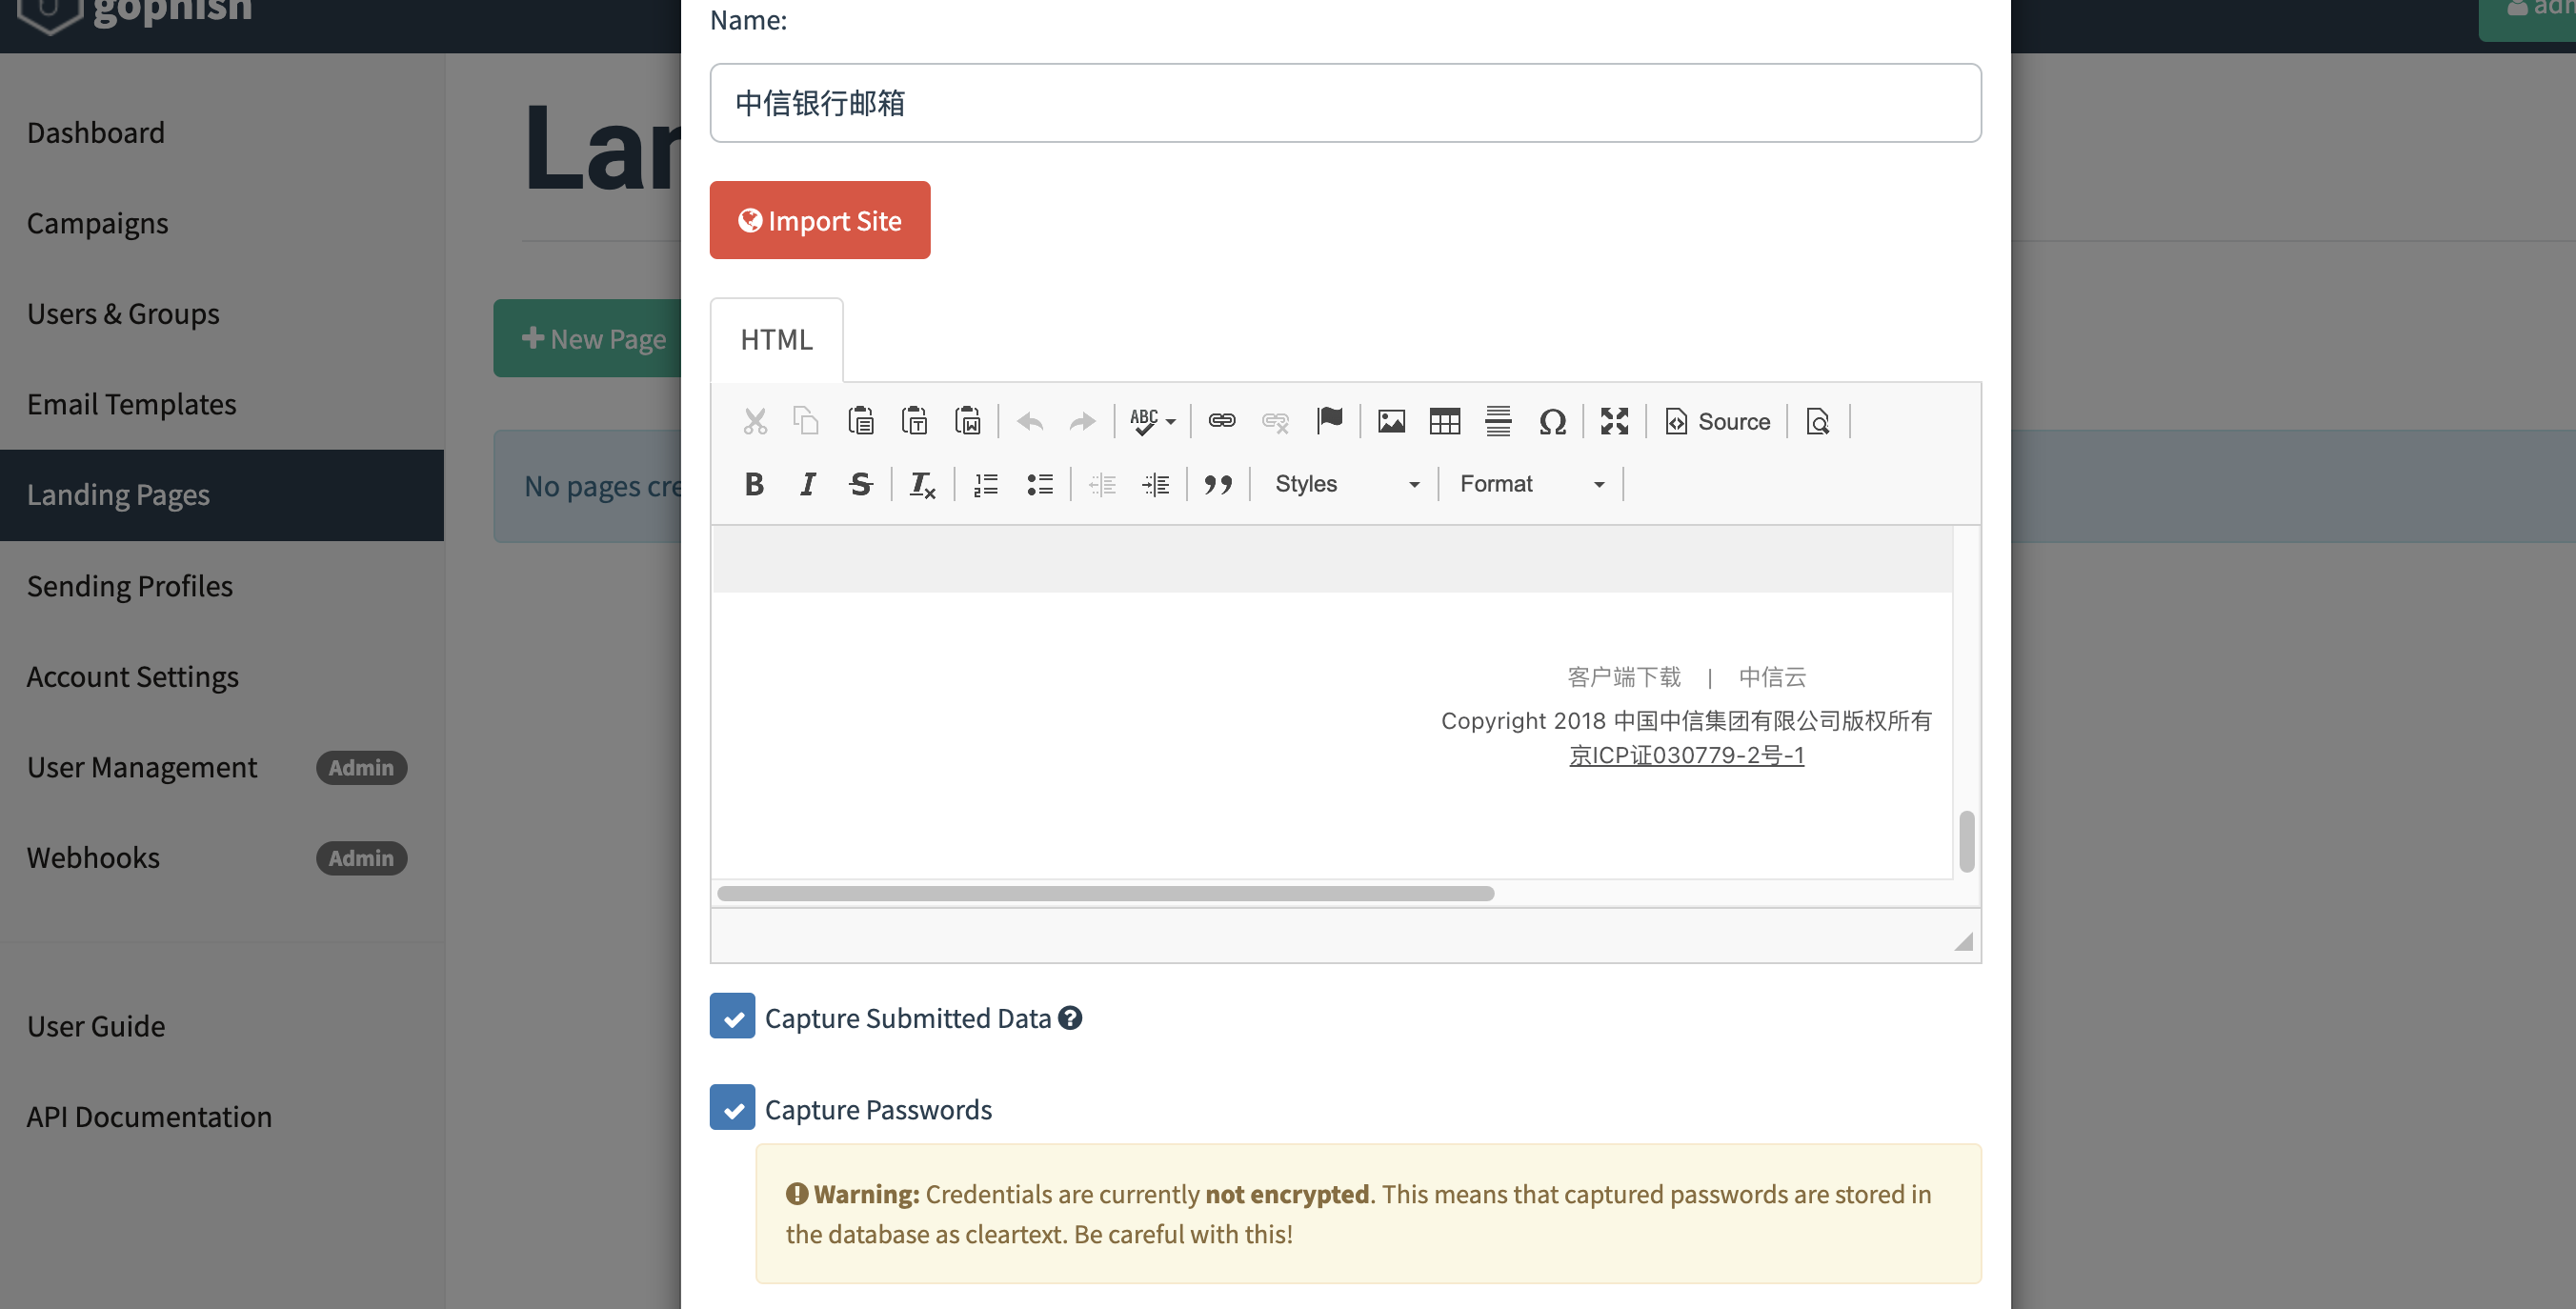 gophish
Dashboard
Campaigns
Users & Groups
Email Templates
Landing Pages
Sending Profiles
Account Settings
User Management Admin
Webhooks Admin
User Guide
API Documentation
New Page
Name:
中信银行邮箱
Import Site
HTML
ABC
Source
B I S
Styles
Format
客户端下载 | 中信云
Copyright 2018 中国中信集团有限公司版权所有
京ICP证030779-2号-1
Capture Submitted Data
Capture Passwords
Warning: Credentials are currently not encrypted. This means that captured passwords are stored in
the database as cleartext. Be careful with this!